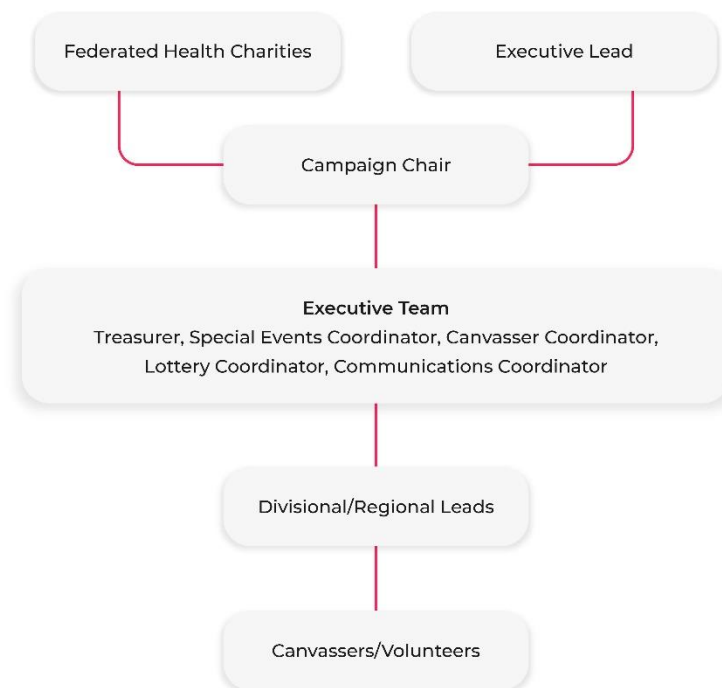 Federated Health Charities
Executive Lead
Campaign Chair
Executive Team
Treasurer, Special Events Coordinator, Canvasser Coordinator,
Lottery Coordinator, Communications Coordinator
Divisional/Regional Leads
Canvassers/Volunteers